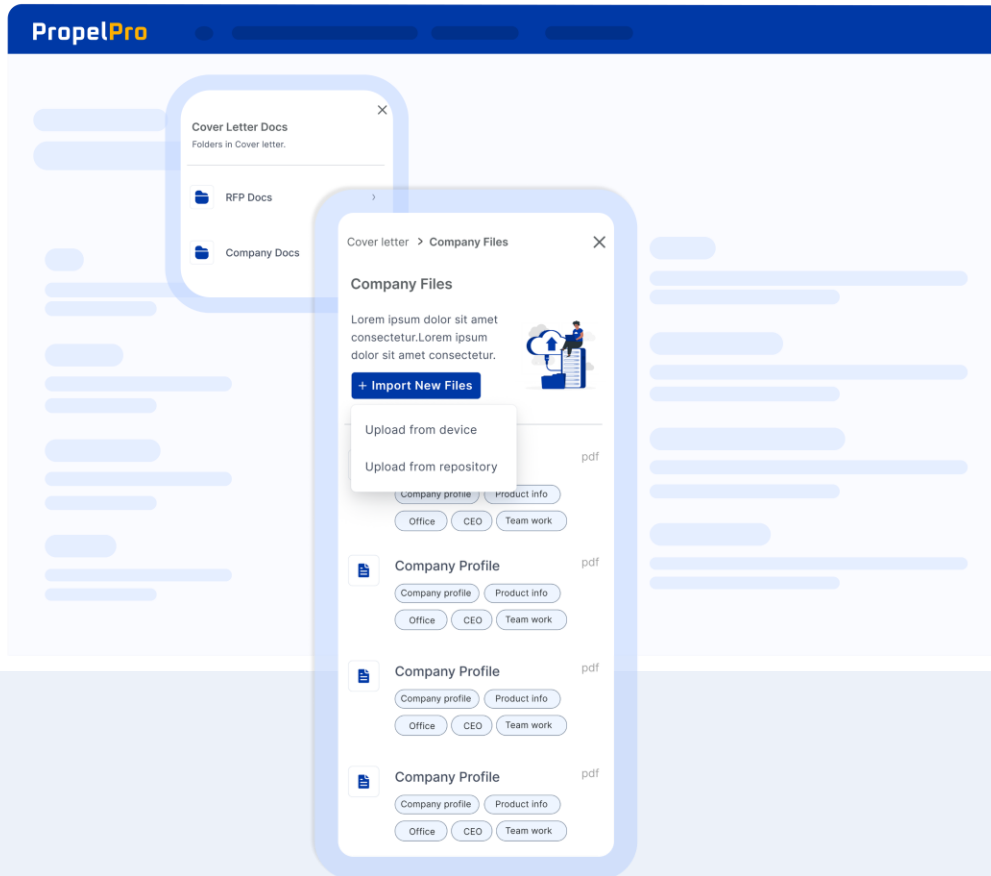 PropelPro
Cover Letter Docs
Folders in Cover letter.
RFP Docs
Company Docs
Cover letter > Company Files
Company Files
Lorem ipsum dolor sit amet
consectetur.Lorem ipsum
dolor sit amet consectetur.
+ Import New Files
Upload from device
Upload from repository
pdf
Company profile Product info
Office CEO Team work
Company Profile pdf
Company profile Product info
Office CEO Team work
Company Profile pdf
Company profile Product info
Office CEO Team work
Company Profile pdf
Company profile Product info
Office CEO Team work